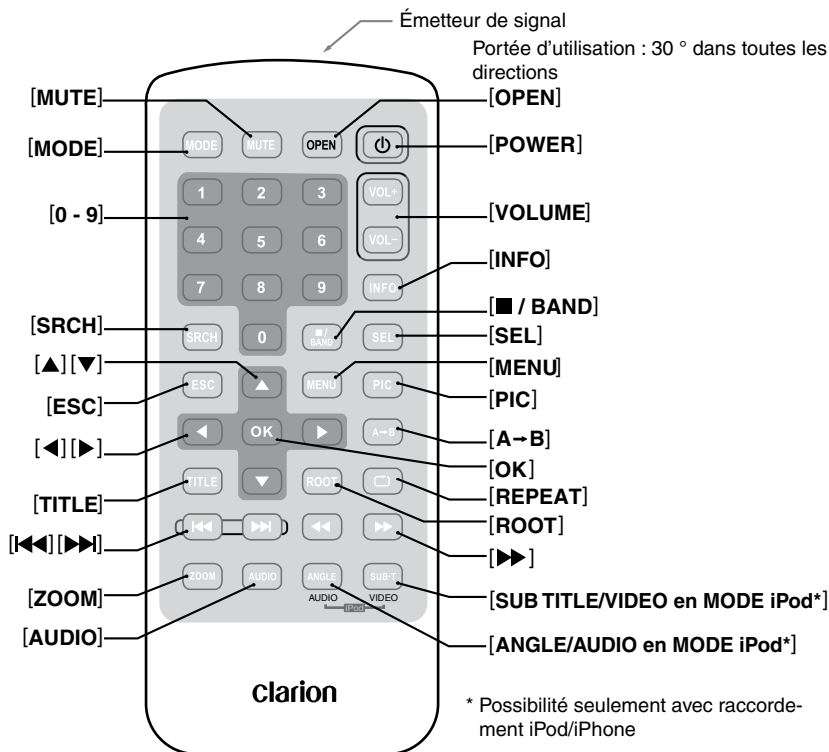 Émetteur de signal
Portée d'utilisation : 30 ° dans toutes les
directions
[MUTE]
[MODE]
[0 - 9]
[SRCH]
[▲][▼]
[ESC]
[◀][▶]
[TITLE]
[|◀◀][▶▶|]
[ZOOM]
[AUDIO]
MODE MUTE OPEN
1 2 3 VOL+
4 5 6 VOL−
7 8 9 INFO
SRCH 0 ■/ BAND SEL
ESC ▲ MENU PIC
◀ OK ▶ A→B
TITLE ▼ ROOT
|◀◀ ▶▶| ◀◀ ▶▶
ZOOM AUDIO ANGLE SUB-T
AUDIO VIDEO
iPod
clarion
[OPEN]
[POWER]
[VOLUME]
[INFO]
[■ / BAND]
[SEL]
[MENU]
[PIC]
[A→B]
[OK]
[REPEAT]
[ROOT]
[▶▶ ]
[SUB TITLE/VIDEO en MODE iPod*]
[ANGLE/AUDIO en MODE iPod*]
* Possibilité seulement avec raccorde-
ment iPod/iPhone